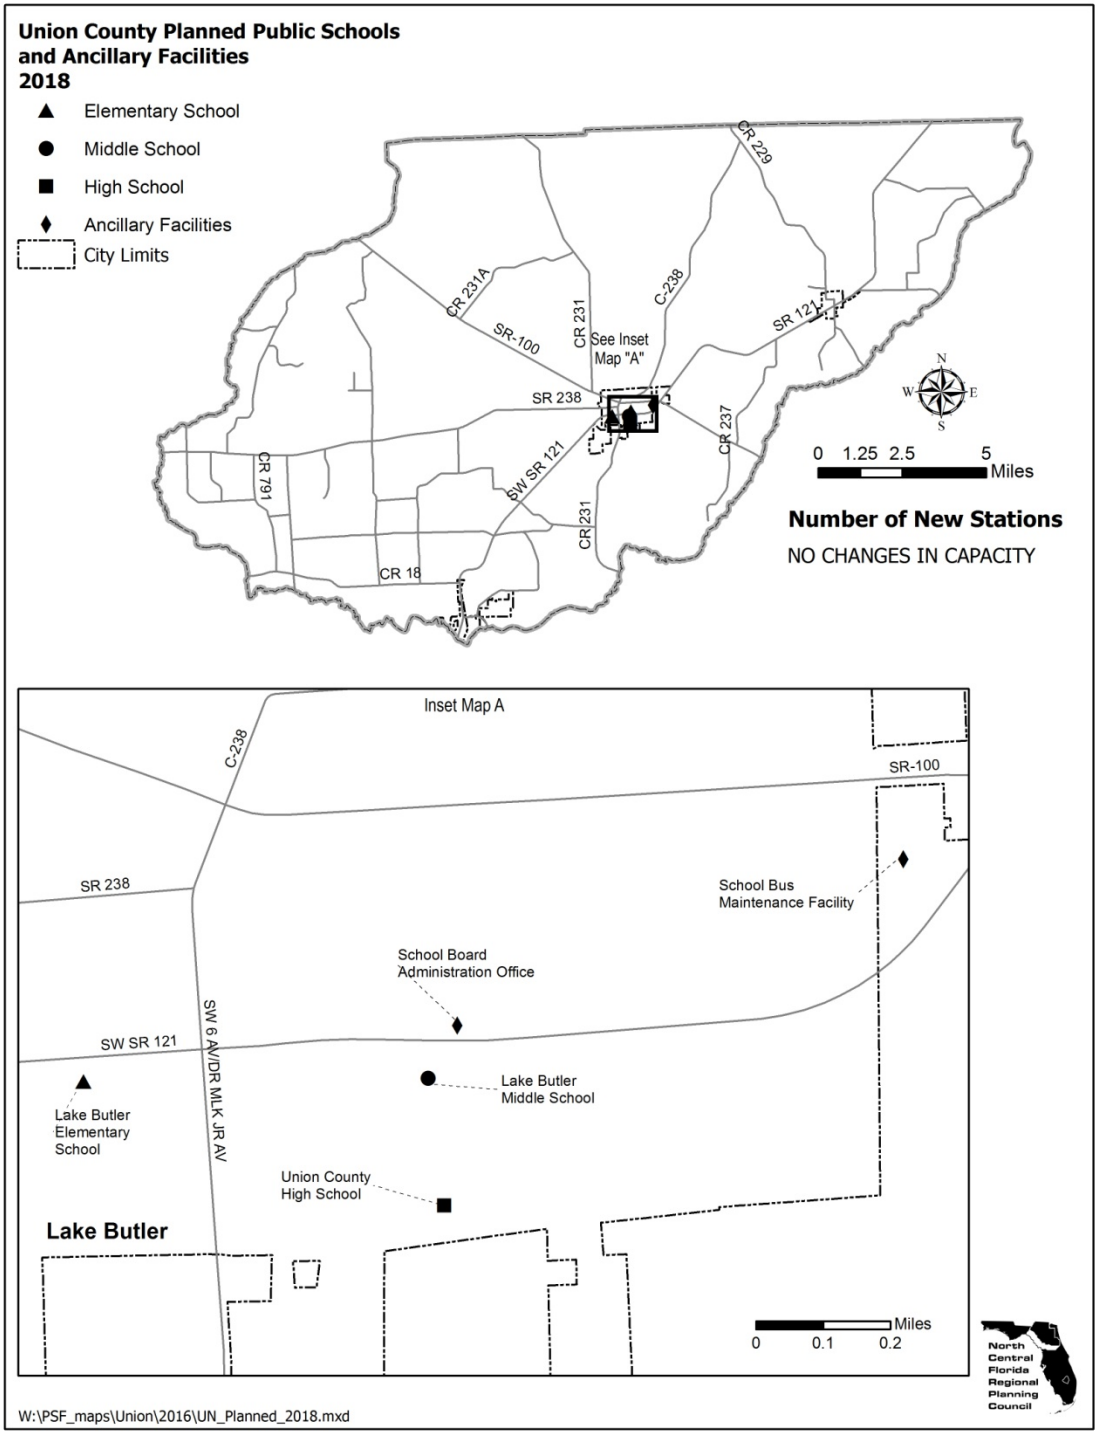 Union County Planned Public Schools
and Ancillary Facilities
2018
Elementary School
Middle School
High School
Ancillary Facilities
City Limits
CR 229
CR 231A
C-238
CR 231
SR-100
See Inset
Map "A"
SR 121
SR 238
SW SR 121
CR 237
CR 791
CR 231
CR 18
N
W
E
S
0 1.25 2.5 5
Miles
Number of New Stations
NO CHANGES IN CAPACITY
Inset Map A
C-238
SR-100
SR 238
School Bus
Maintenance Facility
School Board
Administration Office
SW 6 AV/DR MLK JR AV
SW SR 121
Lake Butler
Middle School
Lake Butler
Elementary
School
Union County
High School
Lake Butler
Miles
0 0.1 0.2
North
Central
Florida
Regional
Planning
Council
W:\PSF_maps\Union\2016\UN_Planned_2018.mxd